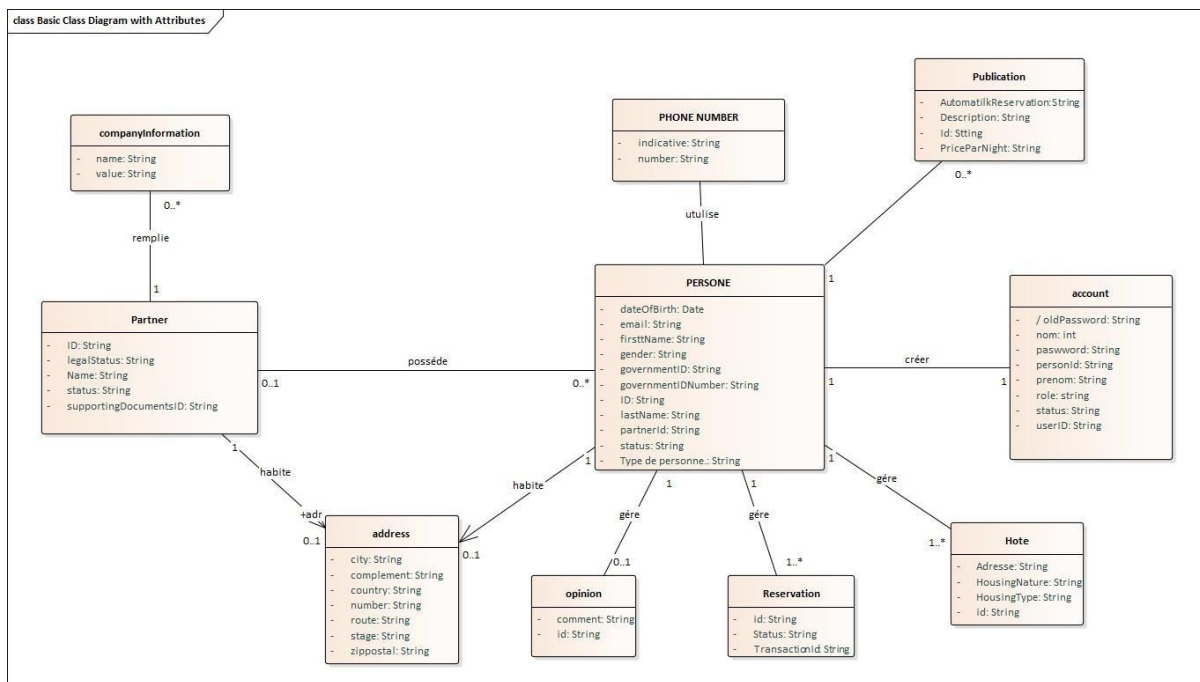 class Basic Class Diagram with Attributes
Publication
- AutomatilkReservation:String
- Description: String
- Id: Stting
- PriceParNight: String
PHONE NUMBER
- indicative: String
- number: String
companyInformation
- name: String
- value: String
0..*
0..*
utulise
remplie
1
1
PERSONE
- dateOfBirth: Date
- email: String
- firsttName: String
- gender: String
- governmentID: String
- governmentIDNumber: String
- ID: String
- lastName: String
- partnerId: String
- status: String
- Type de personne.: String
account
- / oldPassword: String
- nom: int
- paswword: String
- personId: String
- prenom: String
- role: string
- status: String
- userID: String
Partner
- ID: String
- legalStatus: String
- Name: String
- status: String
- supportingDocumentsID: String
posséde
0..1
0..*
créer
1
1
1
habite
+adr
0..1
1
habite
0..1
1
gére
0..1
1
gére
1..*
1
gére
1..*
address
- city: String
- complement: String
- country: String
- number: String
- route: String
- stage: String
- zippostal: String
opinion
- comment: String
- id: String
Reservation
- id: String
- Status: String
- TransactionId: String
Hote
- Adresse: String
- HousingNature: String
- HousingType: String
- id: String